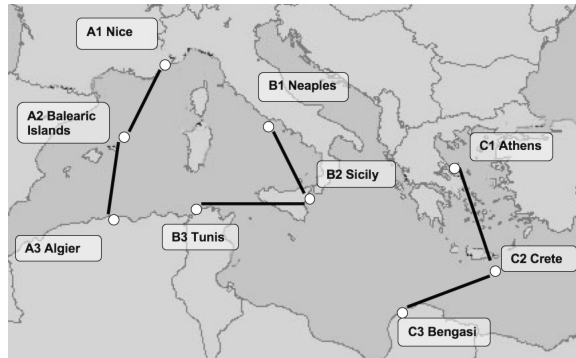 A1 Nice
A2 Balearic
Islands
A3 Algier
B1 Neaples
B2 Sicily
B3 Tunis
C1 Athens
C2 Crete
C3 Bengasi